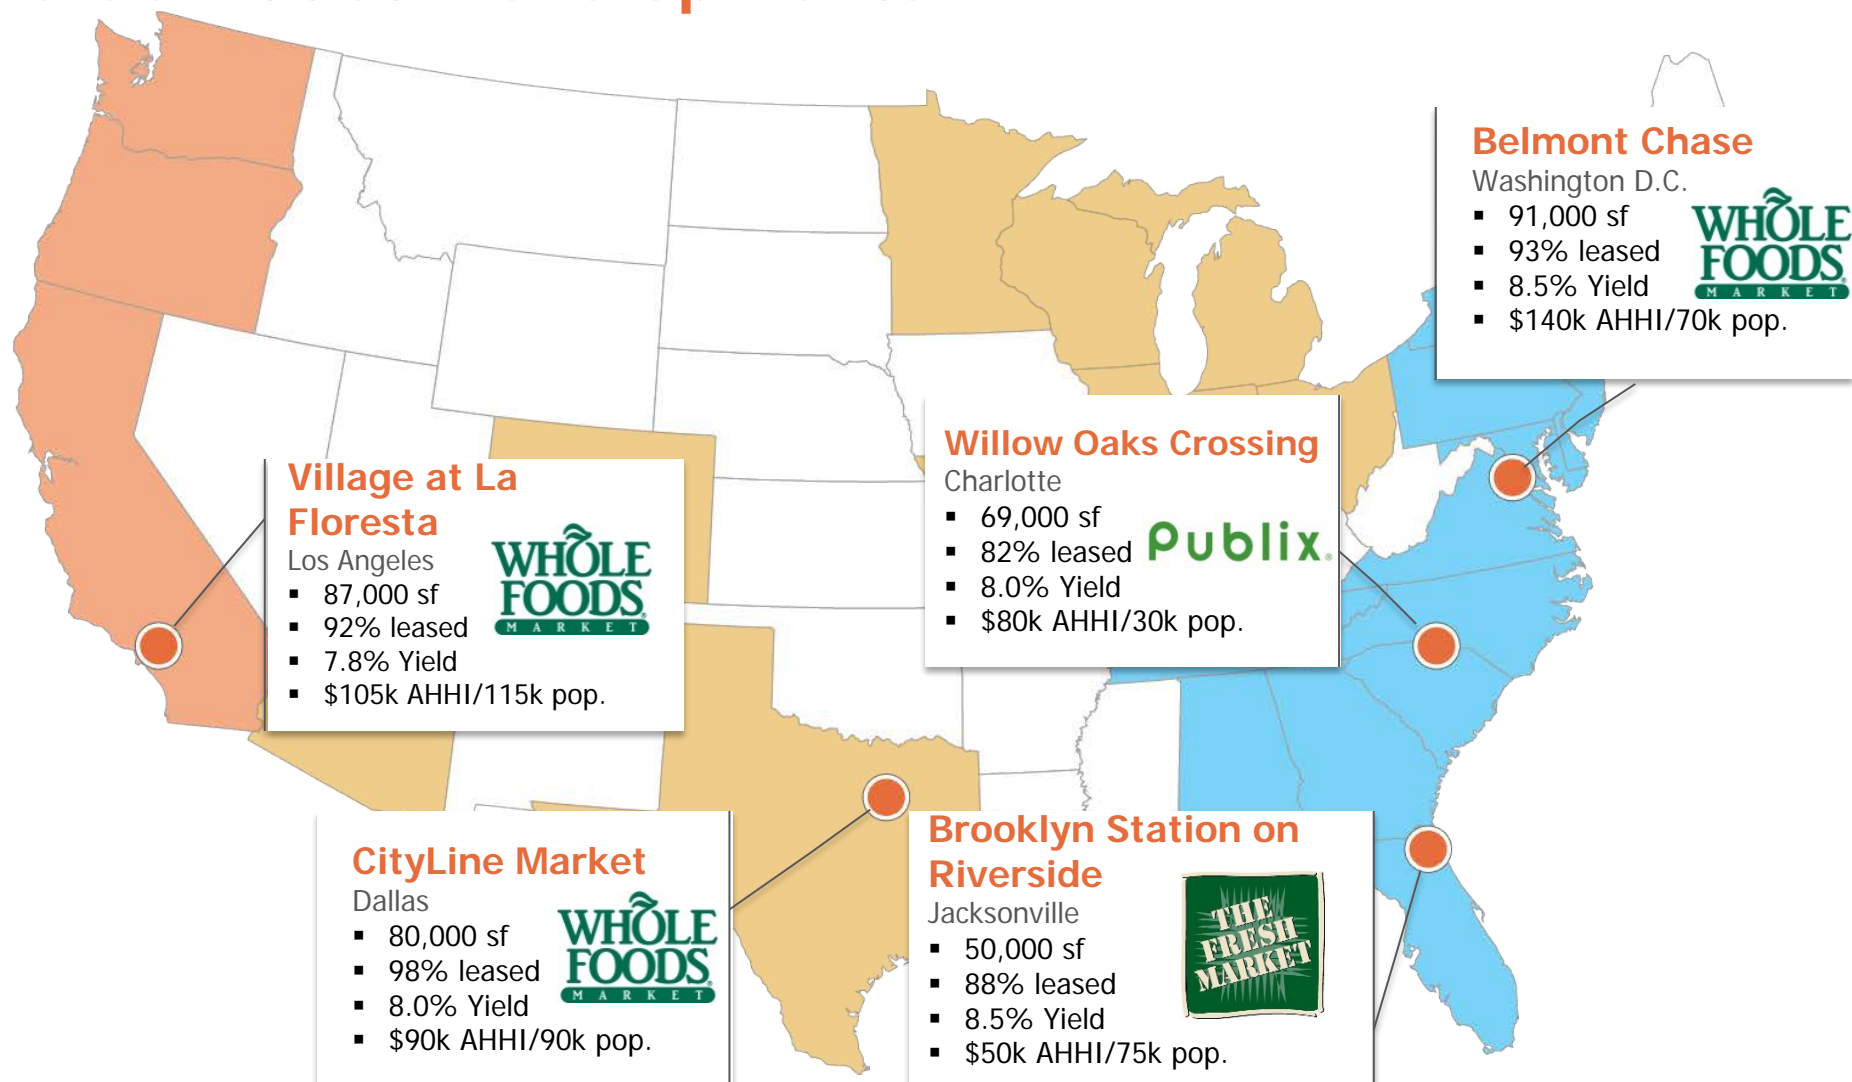 Village at La
Floresta
Los Angeles
▪ 87,000 sf
▪ 92% leased
▪ 7.8% Yield
▪ $105k AHHI/115k pop.
WHOLE
FOODS
MARKET
CityLine Market
Dallas
▪ 80,000 sf
▪ 98% leased
▪ 8.0% Yield
▪ $90k AHHI/90k pop.
WHOLE
FOODS
MARKET
Willow Oaks Crossing
Charlotte
▪ 69,000 sf
▪ 82% leased
▪ 8.0% Yield
▪ $80k AHHI/30k pop.
Publix.
Brooklyn Station on
Riverside
Jacksonville
▪ 50,000 sf
▪ 88% leased
▪ 8.5% Yield
▪ $50k AHHI/75k pop.
THE
FRESH
MARKET
Belmont Chase
Washington D.C.
▪ 91,000 sf
▪ 93% leased
▪ 8.5% Yield
▪ $140k AHHI/70k pop.
WHOLE
FOODS
MARKET